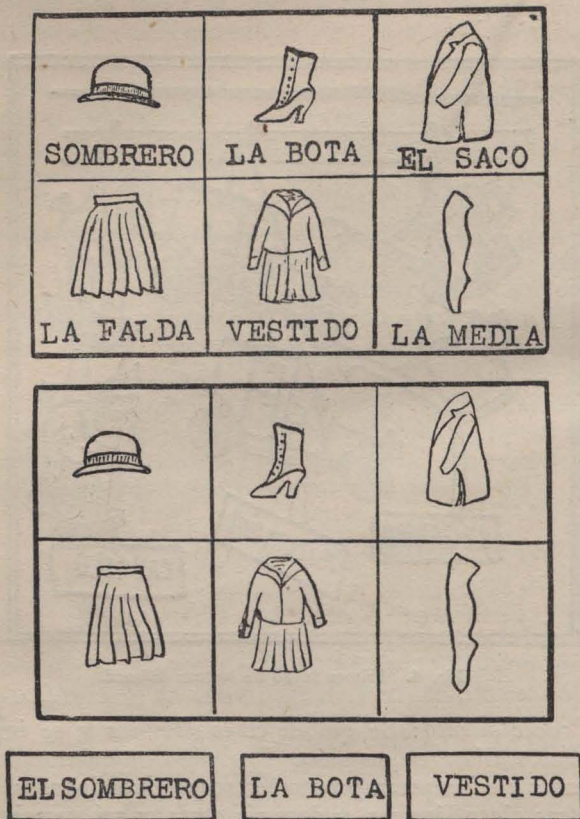 SOMBRERO LA BOTA EL SACO
LA FALDA VESTIDO LA MEDIA
EL SOMBRERO LA BOTA VESTIDO